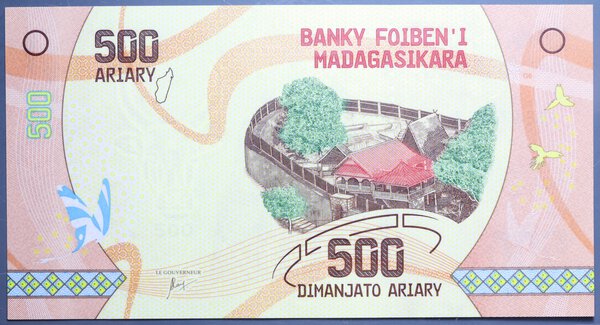 500
ARIARY
BANKY FOIBEN'I
MADAGASIKARA
500
LE GOUVERNEUR
500
DIMANJATO ARIARY